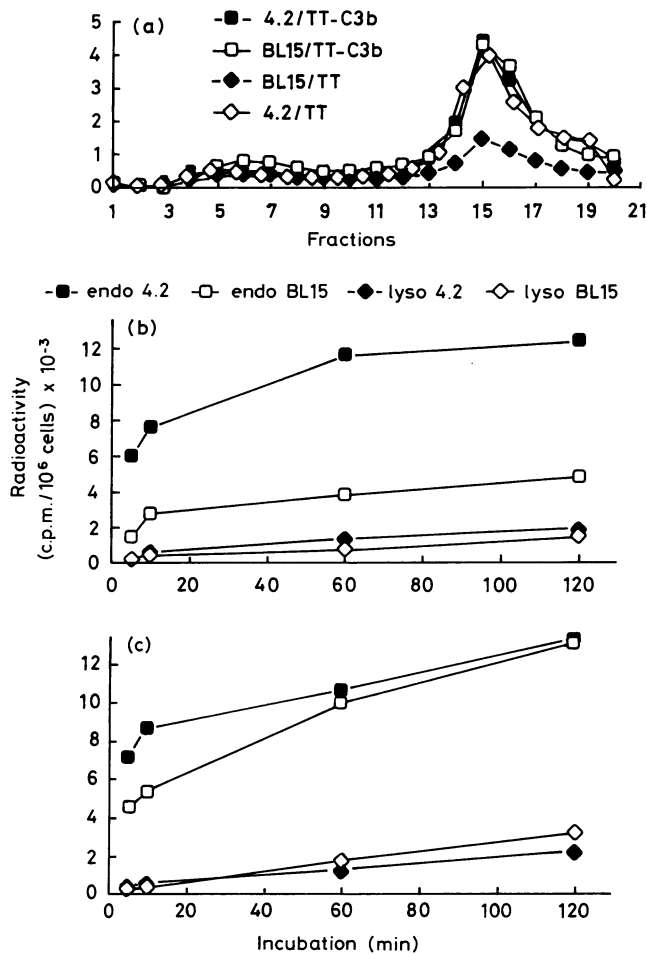 (a)
4.2/TT-C3b
BL15/TT-C3b
BL15/TT
4.2/TT
5
4
3
2
1
0
1 3 5 7 9 11 13 15 17 19 21
Fractions
endo 4.2 endo BL15 lyso 4.2 lyso BL15
(b)
12
10
8
6
4
2
0
0 20 40 60 80 100 120
Radioactivity
(c.p.m./10⁶ cells) x 10⁻³
(c)
12
10
8
6
4
2
0
0 20 40 60 80 100 120
Incubation (min)